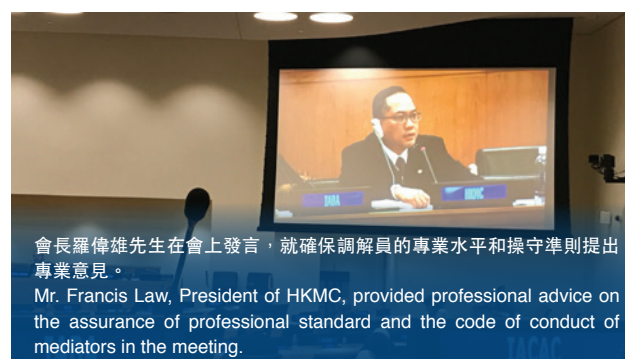 TARA
HKMC
會長羅偉雄先生在會上發言，就確保調解員的專業水平和操守準則提出
專業意見。
Mr. Francis Law, President of HKMC, provided professional advice on
the assurance of professional standard and the code of conduct of
mediators in the meeting.